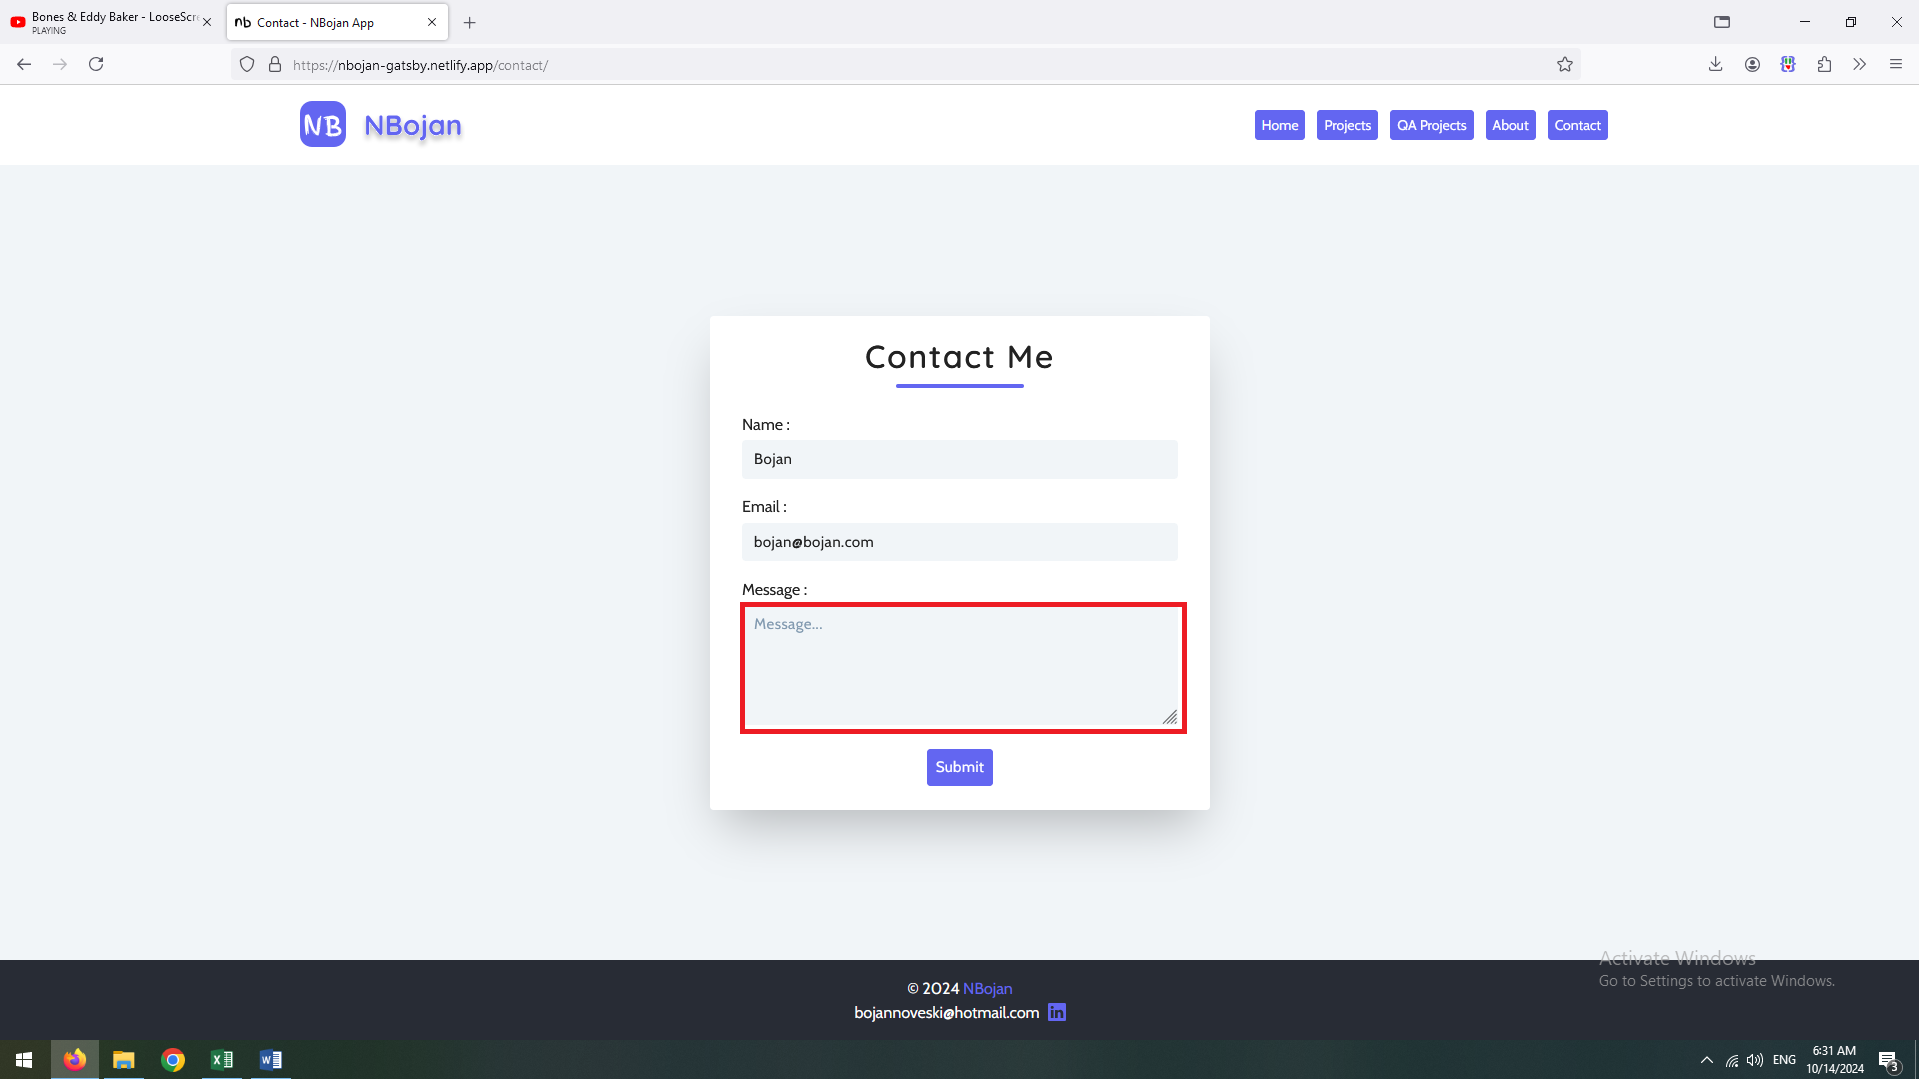 Bones & Eddy Baker - LooseScre
PLAYING
nb Contact - NBojan App
https://nbojan-gatsby.netlify.app/contact/
NB NBojan
Home Projects QA Projects About Contact
Contact Me
Name :
Bojan
Email :
bojan@bojan.com
Message :
Message...
Submit
Activate Windows
Go to Settings to activate Windows.
© 2024 NBojan
bojannoveski@hotmail.com in
ENG
6:31 AM
10/14/2024
3